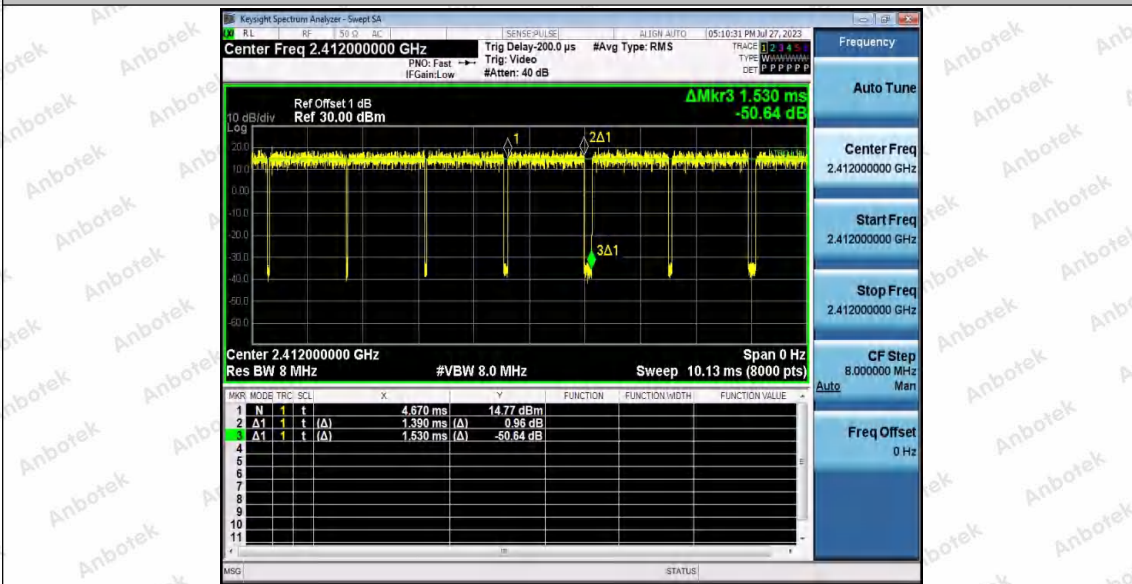 Keysight Spectrum Analyzer - Swept SA
RL RF 50 Ω AC SENSE:PULSE ALIGN AUTO 05:10:31 PM Jul 27, 2023
Center Freq 2.412000000 GHz
PNO: Fast
IFGain:Low
Trig Delay-200.0 µs
Trig: Video
#Atten: 40 dB
#Avg Type: RMS
TRACE 1 2 3 4 5 6
TYPE WWWWWW
DET P P P P P P
ΔMkr3 1.530 ms
-50.64 dB
Ref Offset 1 dB
10 dB/div Ref 30.00 dBm
Log
20.0
10.0
0.00
-10.0
-20.0
-30.0
-40.0
-50.0
-60.0
1
2Δ1
3Δ1
Center 2.412000000 GHz Span 0 Hz
Res BW 8 MHz #VBW 8.0 MHz Sweep 10.13 ms (8000 pts)
MKR MODE TRC SCL X Y FUNCTION FUNCTION WIDTH FUNCTION VALUE
1 N 1 t 4.670 ms 14.77 dBm
2 Δ1 1 t (Δ) 1.390 ms (Δ) 0.96 dB
3 Δ1 1 t (Δ) 1.530 ms (Δ) -50.64 dB
4
5
6
7
8
9
10
11
MSG STATUS
Frequency
Auto Tune
Center Freq
2.412000000 GHz
Start Freq
2.412000000 GHz
Stop Freq
2.412000000 GHz
CF Step
8.000000 MHz
Auto Man
Freq Offset
0 Hz
Anbotek